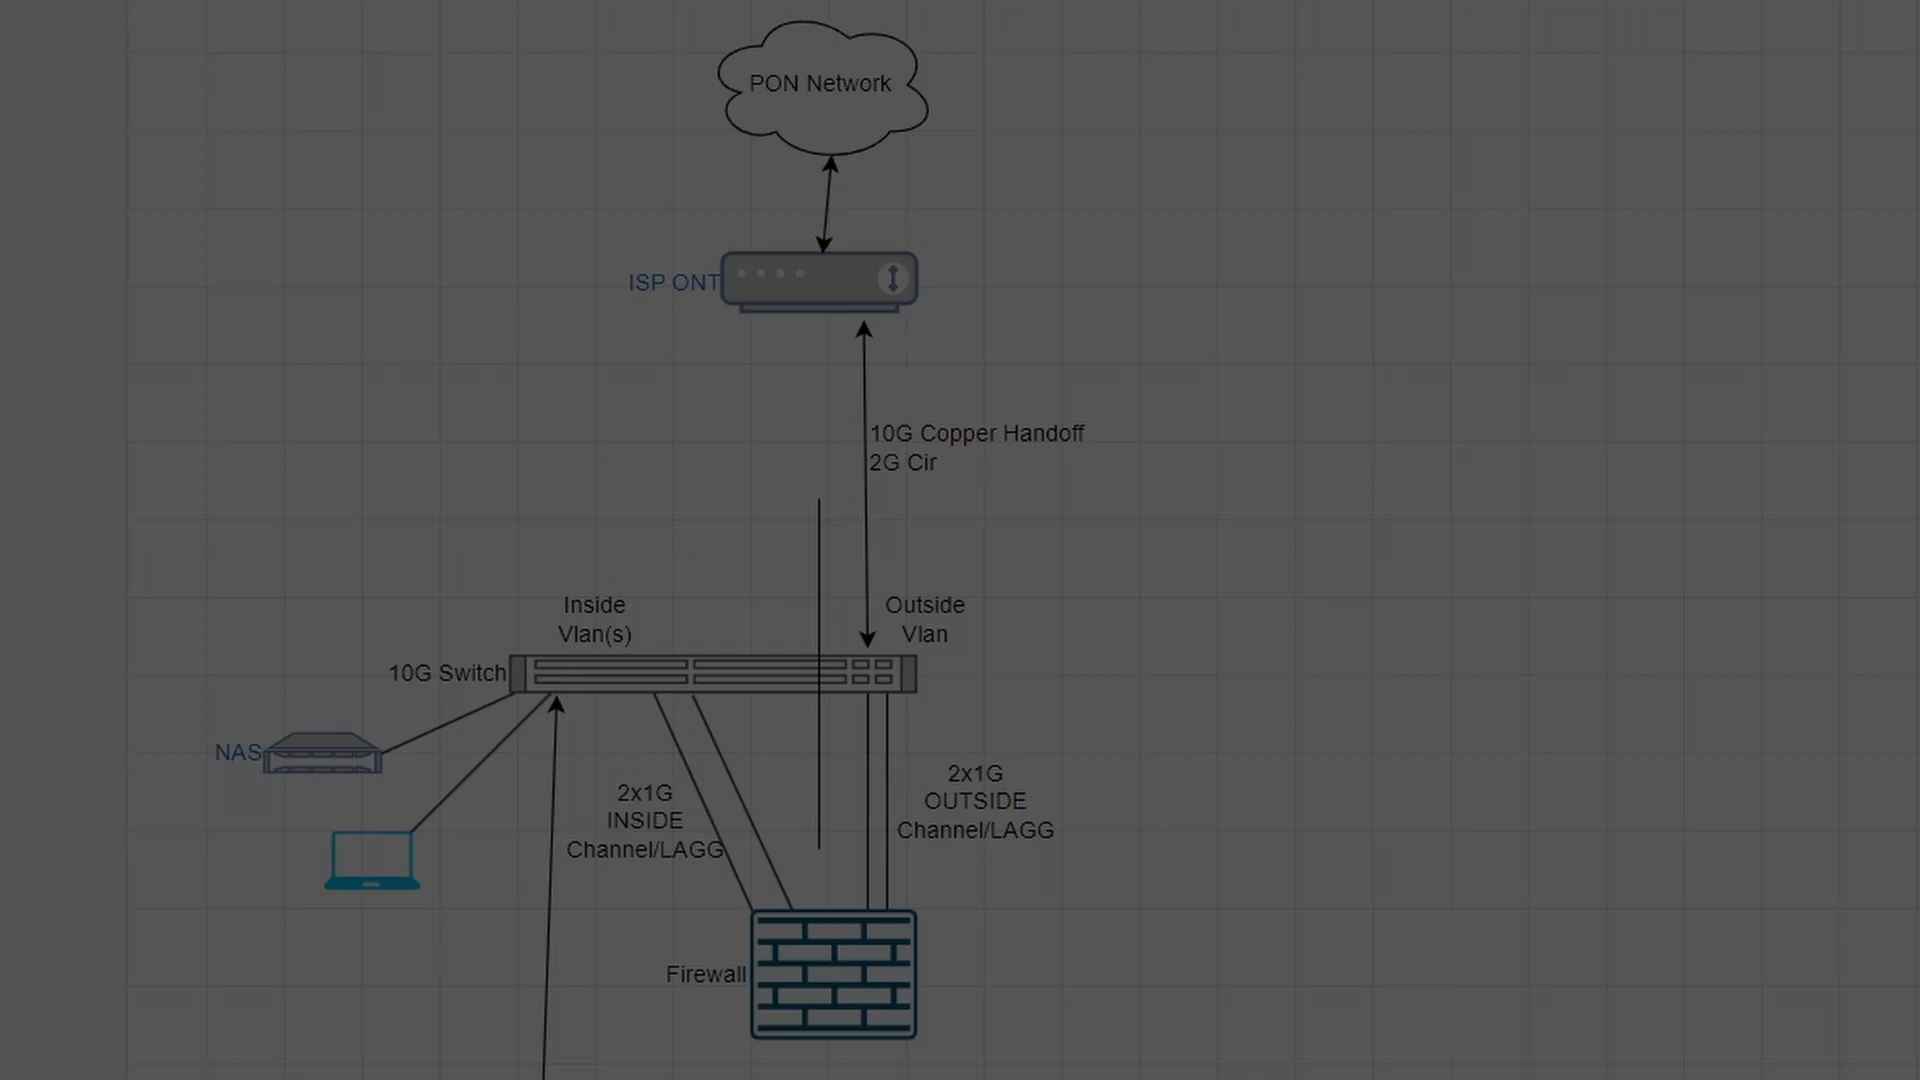 PON Network
ISP ONT
10G Copper Handoff
2G Cir
Inside
Vlan(s)
Outside
Vlan
10G Switch
NAS
2x1G
INSIDE
Channel/LAGG
2x1G
OUTSIDE
Channel/LAGG
Firewall